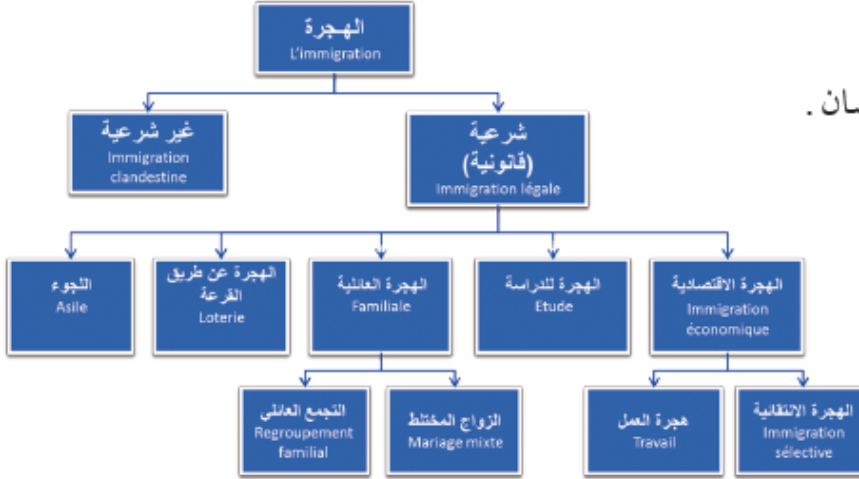 الهجرة
L'immigration
غير شرعية
Immigration
clandestine
شرعية
(قانونية)
Immigration légale
اللجوء
Asile
الهجرة عن طريق
القرعة
Loterie
الهجرة العائلية
Familiale
الهجرة للدراسة
Etude
الهجرة الاقتصادية
Immigration
économique
التجمع العائلي
Regroupement
familial
الزواج المختلط
Mariage mixte
هجرة العمل
Travail
الهجرة الانتقائية
Immigration
sélective